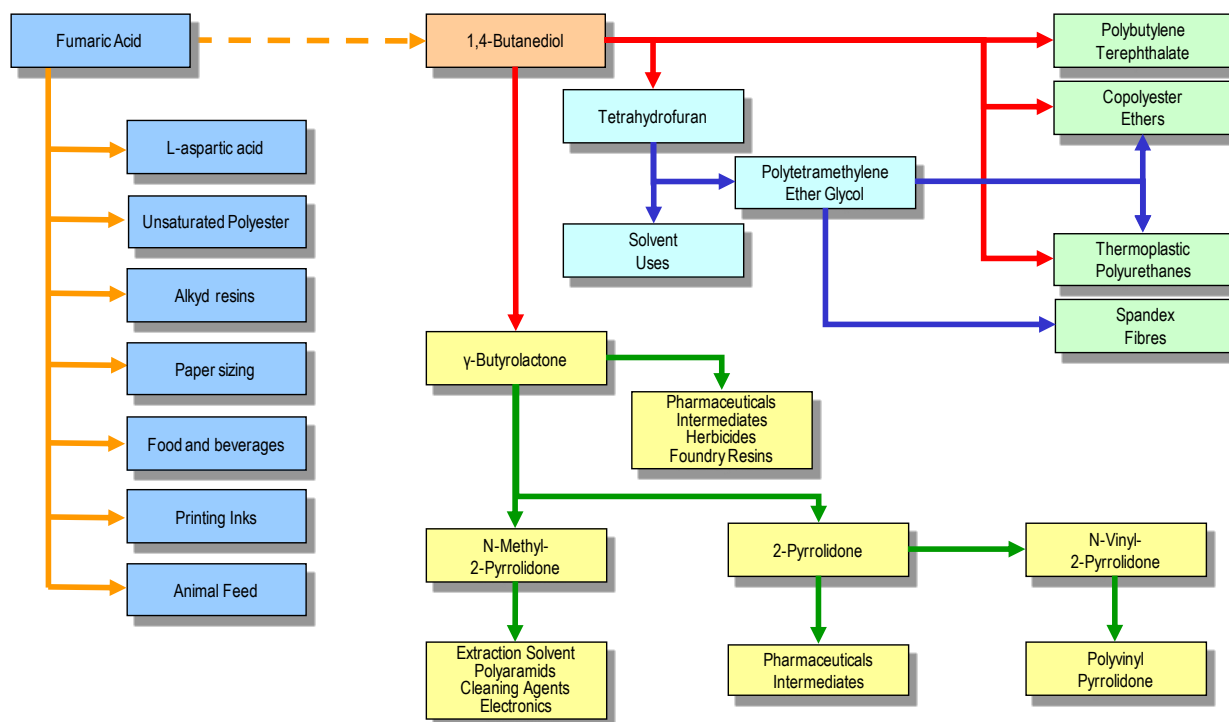 Fumaric Acid
1,4-Butanediol
Polybutylene
Terephthalate
Tetrahydrofuran
Copolyester
Ethers
L-aspartic acid
Polytetramethylene
Ether Glycol
Unsaturated Polyester
Solvent
Uses
Thermoplastic
Polyurethanes
Alkyd resins
Spandex
Fibres
Paper sizing
γ-Butyrolactone
Pharmaceuticals
Intermediates
Herbicides
Foundry Resins
Food and beverages
Printing Inks
N-Methyl-
2-Pyrrolidone
2-Pyrrolidone
N-Vinyl-
2-Pyrrolidone
Animal Feed
Extraction Solvent
Polyaramids
Cleaning Agents
Electronics
Pharmaceuticals
Intermediates
Polyvinyl
Pyrrolidone